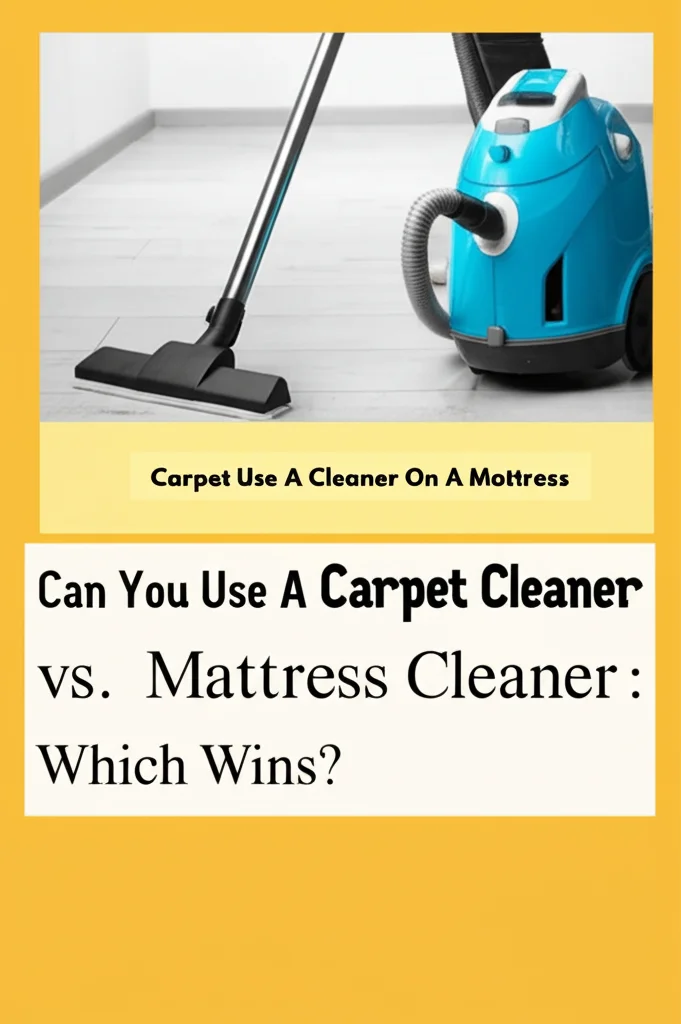 Carpet Use A Cleaner On A Mottress
Can You Use A Carpet Cleaner
vs. Mattress Cleaner:
Which Wins?